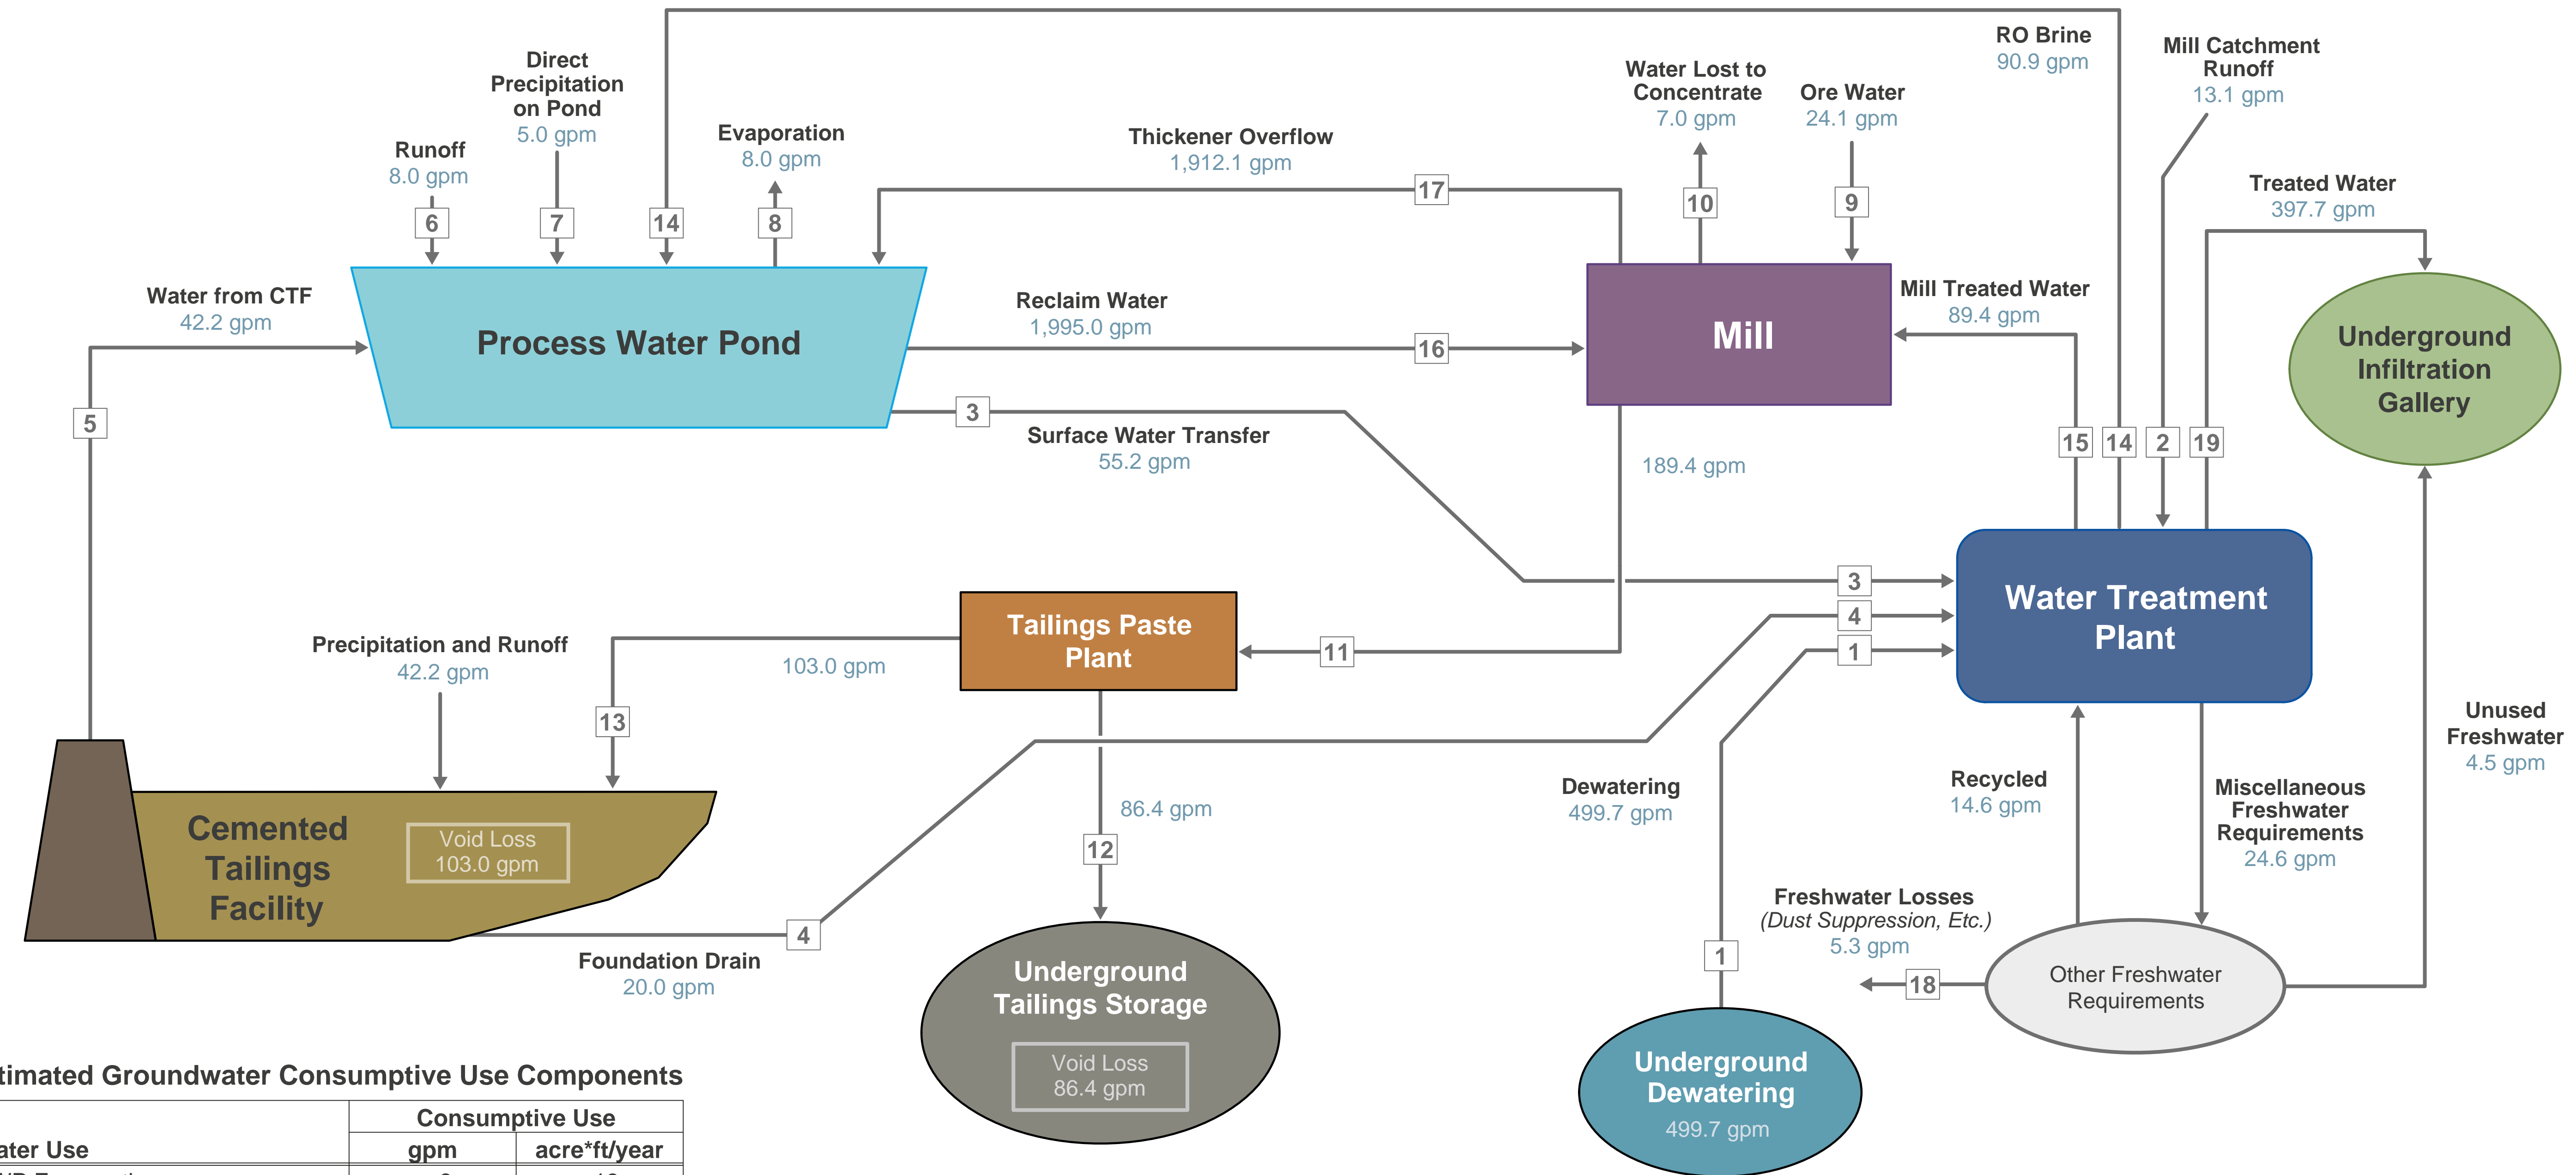 RO Brine
90.9 gpm
Mill Catchment
Runoff
13.1 gpm
Direct
Precipitation
on Pond
5.0 gpm
Water Lost to
Concentrate
7.0 gpm
Ore Water
24.1 gpm
Evaporation
8.0 gpm
Thickener Overflow
1,912.1 gpm
Runoff
8.0 gpm
Treated Water
397.7 gpm
17
10
9
6
7
14
8
Water from CTF
42.2 gpm
Process Water Pond
Reclaim Water
1,995.0 gpm
16
Mill
Mill Treated Water
89.4 gpm
Underground
Infiltration
Gallery
5
3
Surface Water Transfer
55.2 gpm
189.4 gpm
15
14
2
19
3
4
1
Water Treatment
Plant
Precipitation and Runoff
42.2 gpm
103.0 gpm
Tailings Paste
Plant
11
13
Unused
Freshwater
4.5 gpm
Cemented
Tailings
Facility
Void Loss
103.0 gpm
86.4 gpm
12
Dewatering
499.7 gpm
Recycled
14.6 gpm
Miscellaneous
Freshwater
Requirements
24.6 gpm
4
Foundation Drain
20.0 gpm
Freshwater Losses
(Dust Suppression, Etc.)
5.3 gpm
18
1
Other Freshwater
Requirements
Underground
Tailings Storage
Void Loss
86.4 gpm
Underground
Dewatering
499.7 gpm
Groundwater Consumptive Use Components
Consumptive Use
Use gpm acre*ft/year